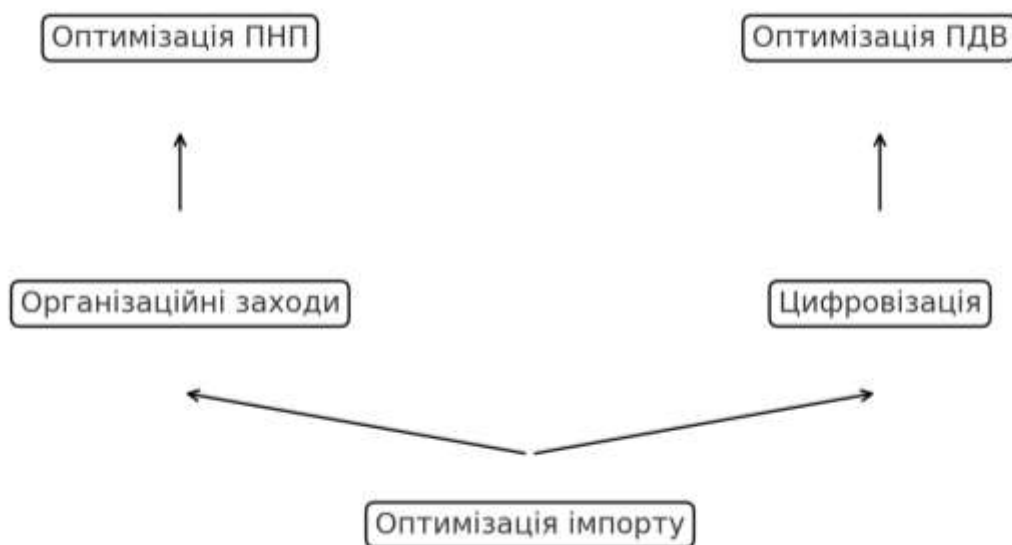 Оптимізація ПНП
Оптимізація ПДВ
Організаційні заходи
Цифровізація
Оптимізація імпорту